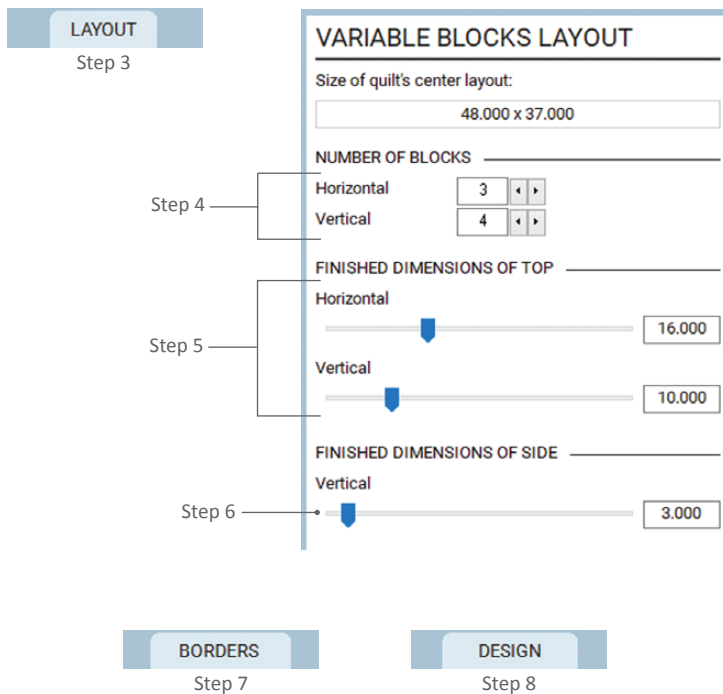 LAYOUT
Step 3
VARIABLE BLOCKS LAYOUT
Size of quilt's center layout:
48.000 x 37.000
NUMBER OF BLOCKS
Step 4
Horizontal 3
Vertical 4
FINISHED DIMENSIONS OF TOP
Step 5
Horizontal
16.000
Vertical
10.000
FINISHED DIMENSIONS OF SIDE
Vertical
Step 6
3.000
BORDERS
Step 7
DESIGN
Step 8